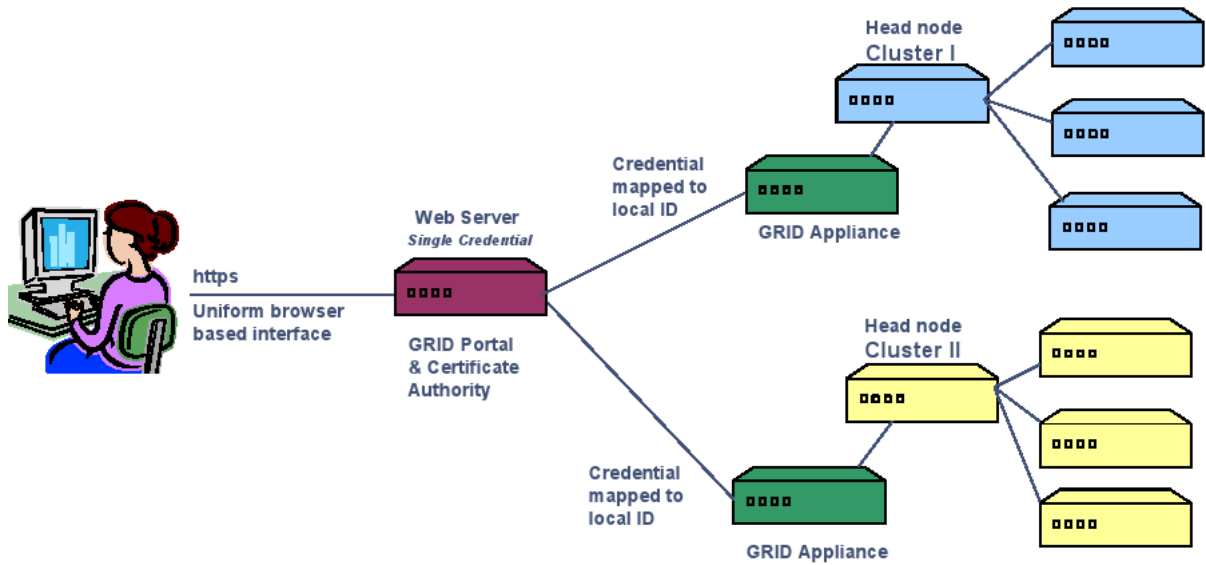 Head node
Cluster I
Credential
mapped to
local ID
GRID Appliance
Web Server
Single Credential
https
Uniform browser
based interface
GRID Portal
& Certificate
Authority
Head node
Cluster II
Credential
mapped to
local ID
GRID Appliance